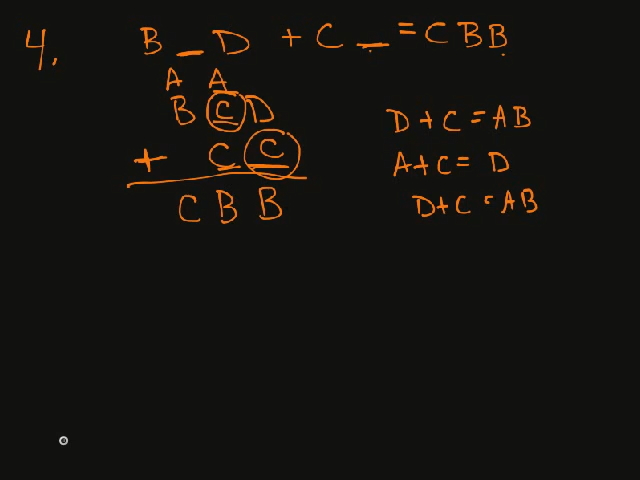 4. B _ D + C _ = C B B
A A
B C D
D + C = A B
+ C C
A + C = D
C B B
D + C = A B